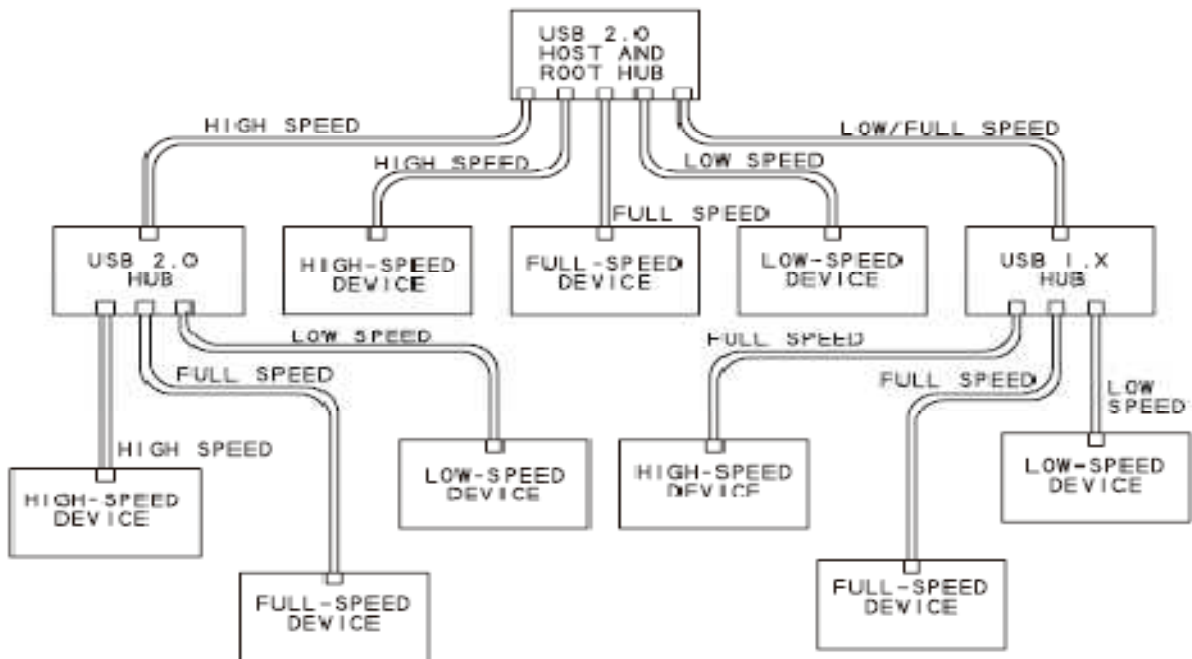 USB 2.0
HOST AND
ROOT HUB
HIGH SPEED
LOW/FULL SPEED
HIGH SPEED
LOW SPEED
FULL SPEED
USB 2.0
HUB
HIGH-SPEED
DEVICE
FULL-SPEED
DEVICE
LOW-SPEED
DEVICE
USB 1.X
HUB
LOW SPEED
FULL SPEED
FULL SPEED
FULL SPEED
LOW
SPEED
HIGH SPEED
HIGH-SPEED
DEVICE
LOW-SPEED
DEVICE
HIGH-SPEED
DEVICE
LOW-SPEED
DEVICE
FULL-SPEED
DEVICE
FULL-SPEED
DEVICE